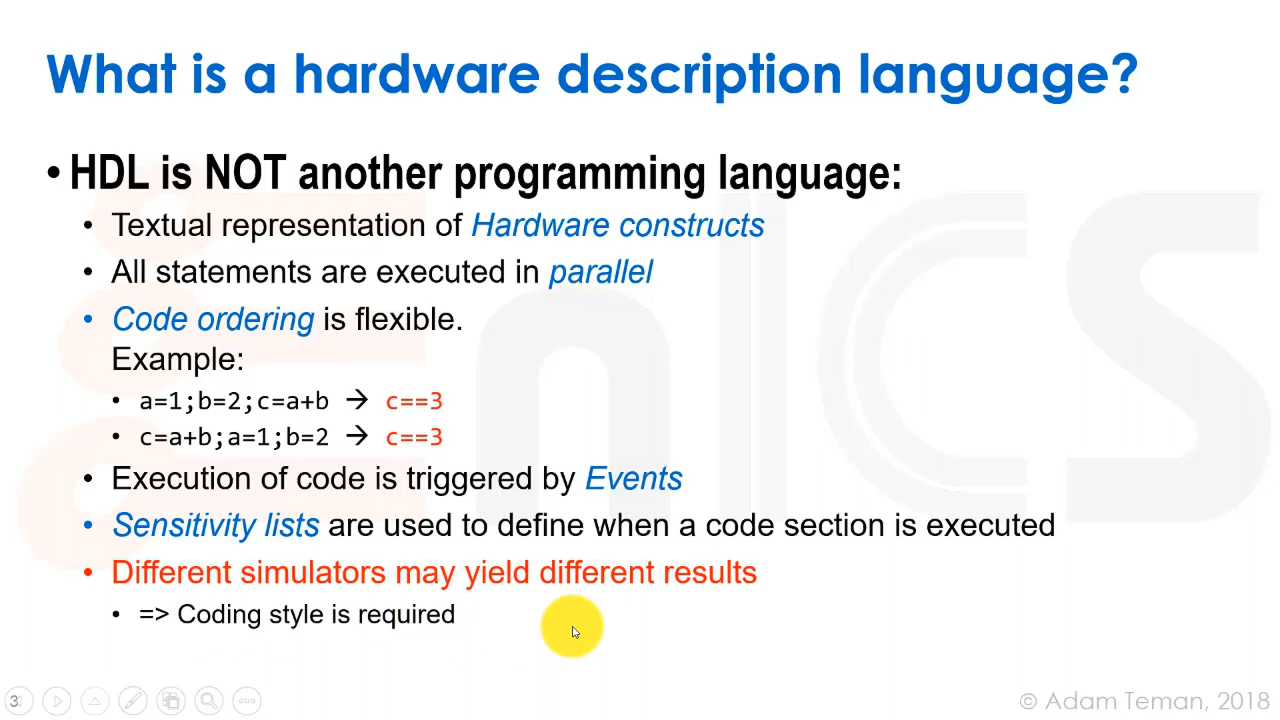 What is a hardware description language?
• HDL is NOT another programming language:
• Textual representation of Hardware constructs
• All statements are executed in parallel
• Code ordering is flexible.
Example:
• a=1;b=2;c=a+b → c==3
• c=a+b;a=1;b=2 → c==3
• Execution of code is triggered by Events
• Sensitivity lists are used to define when a code section is executed
• Different simulators may yield different results
• => Coding style is required
3
© Adam Teman, 2018
EnICS